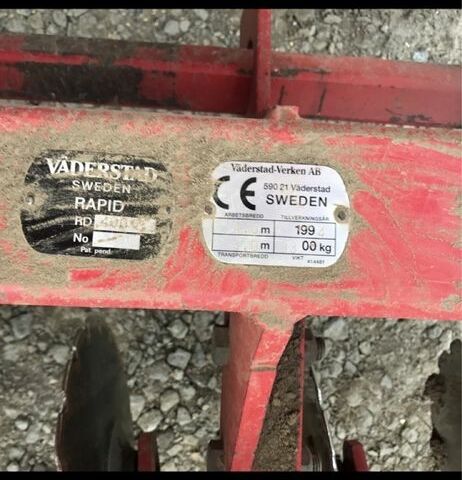 VÄDERSTAD
SWEDEN
RAPID
RD
No
Pat. pend.
Väderstad-Verken AB
CE 590 21 Väderstad
SWEDEN
ARBETSBREDD TILLVERKNINGSÅR
m 199
m 00 kg
TRANSPORTBREDD VIKT